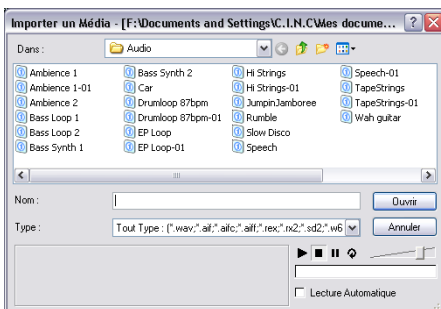 Importer un Média - [F:\Documents and Settings\C.I.N.C\Mes docume...
Dans :
Audio
Ambience 1
Ambience 1-01
Ambience 2
Bass Loop 1
Bass Loop 2
Bass Synth 1
Bass Synth 2
Car
Drumloop 87bpm
Drumloop 87bpm-01
EP Loop
EP Loop-01
Hi Strings
Hi Strings-01
JumpinJamboree
Rumble
Slow Disco
Speech
Speech-01
TapeStrings
TapeStrings-01
Wah guitar
Nom :
Ouvrir
Type :
Tout Type : (*.wav;*.aif;*.aifc;*.aiff;*.rex;*.rx2;*.sd2;*.w6
Annuler
Lecture Automatique